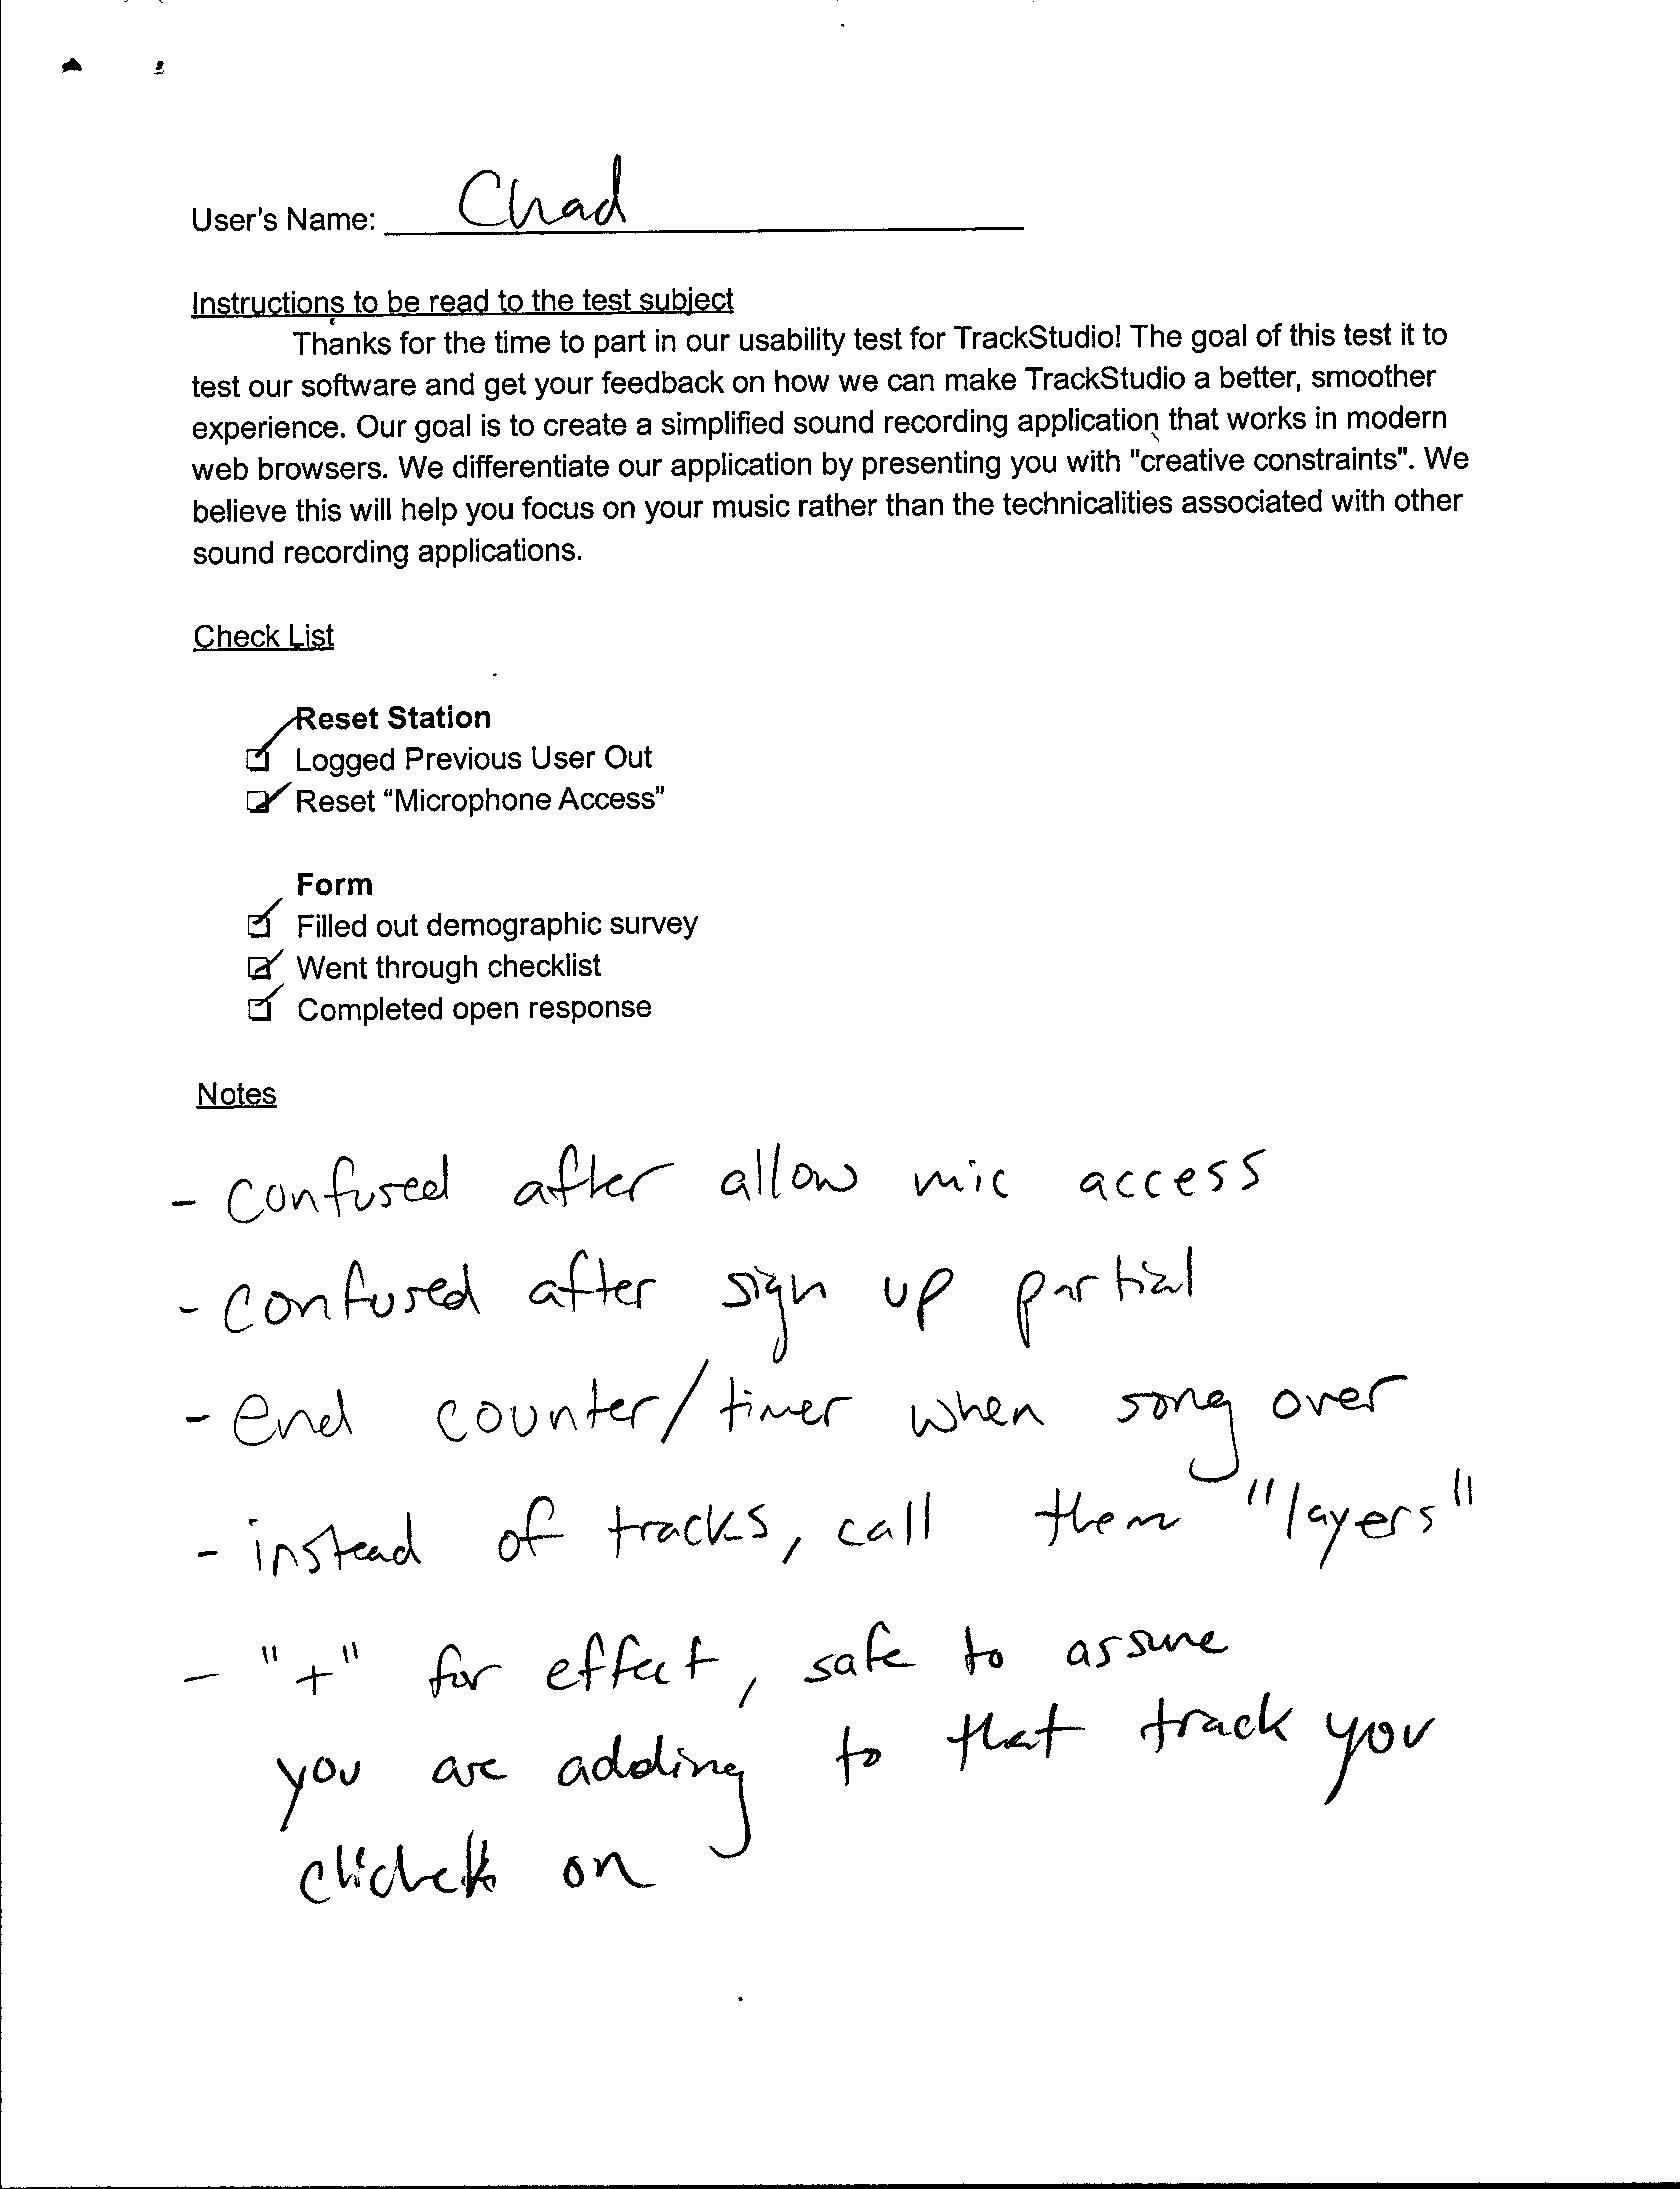 User's Name: Chad
Instructions to be read to the test subject
Thanks for the time to part in our usability test for TrackStudio! The goal of this test it to
test our software and get your feedback on how we can make TrackStudio a better, smoother
experience. Our goal is to create a simplified sound recording application that works in modern
web browsers. We differentiate our application by presenting you with "creative constraints". We
believe this will help you focus on your music rather than the technicalities associated with other
sound recording applications.
Check List
Reset Station
Logged Previous User Out
Reset “Microphone Access”
Form
Filled out demographic survey
Went through checklist
Completed open response
Notes
- confused after allow mic access
- confused after sign up partial
- end counter/timer when song over
- instead of tracks, call them "layers"
- "+" for effect, safe to assume
you are adding to that track you
on